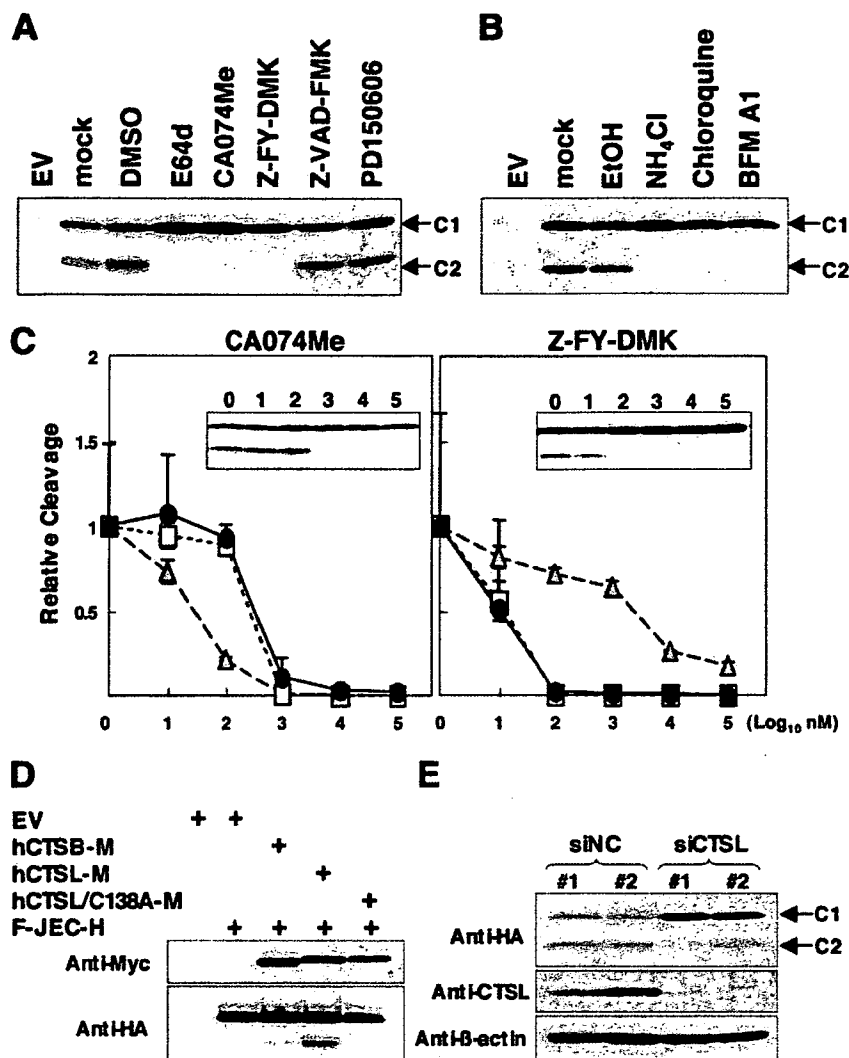 A
EV
mock
DMSO
E64d
CA074Me
Z-FY-DMK
Z-VAD-FMK
PD150606
C1
C2
B
EV
mock
EtOH
NH₄Cl
Chloroquine
BFM A1
C1
C2
C
CA074Me
Z-FY-DMK
Relative Cleavage
2
1.5
1
0.5
0 1 2 3 4 5
0 1 2 3 4 5
0 1 2 3 4 5
0 1 2 3 4 5 (Log₁₀ nM)
D
EV + +
hCTSB-M +
hCTSL-M +
hCTSL/C138A-M +
F-JEC-H + + + +
Anti-Myc
Anti-HA
E
siNC siCTSL
#1 #2 #1 #2
Anti-HA
C1
C2
Anti-CTSL
Anti-β-actin